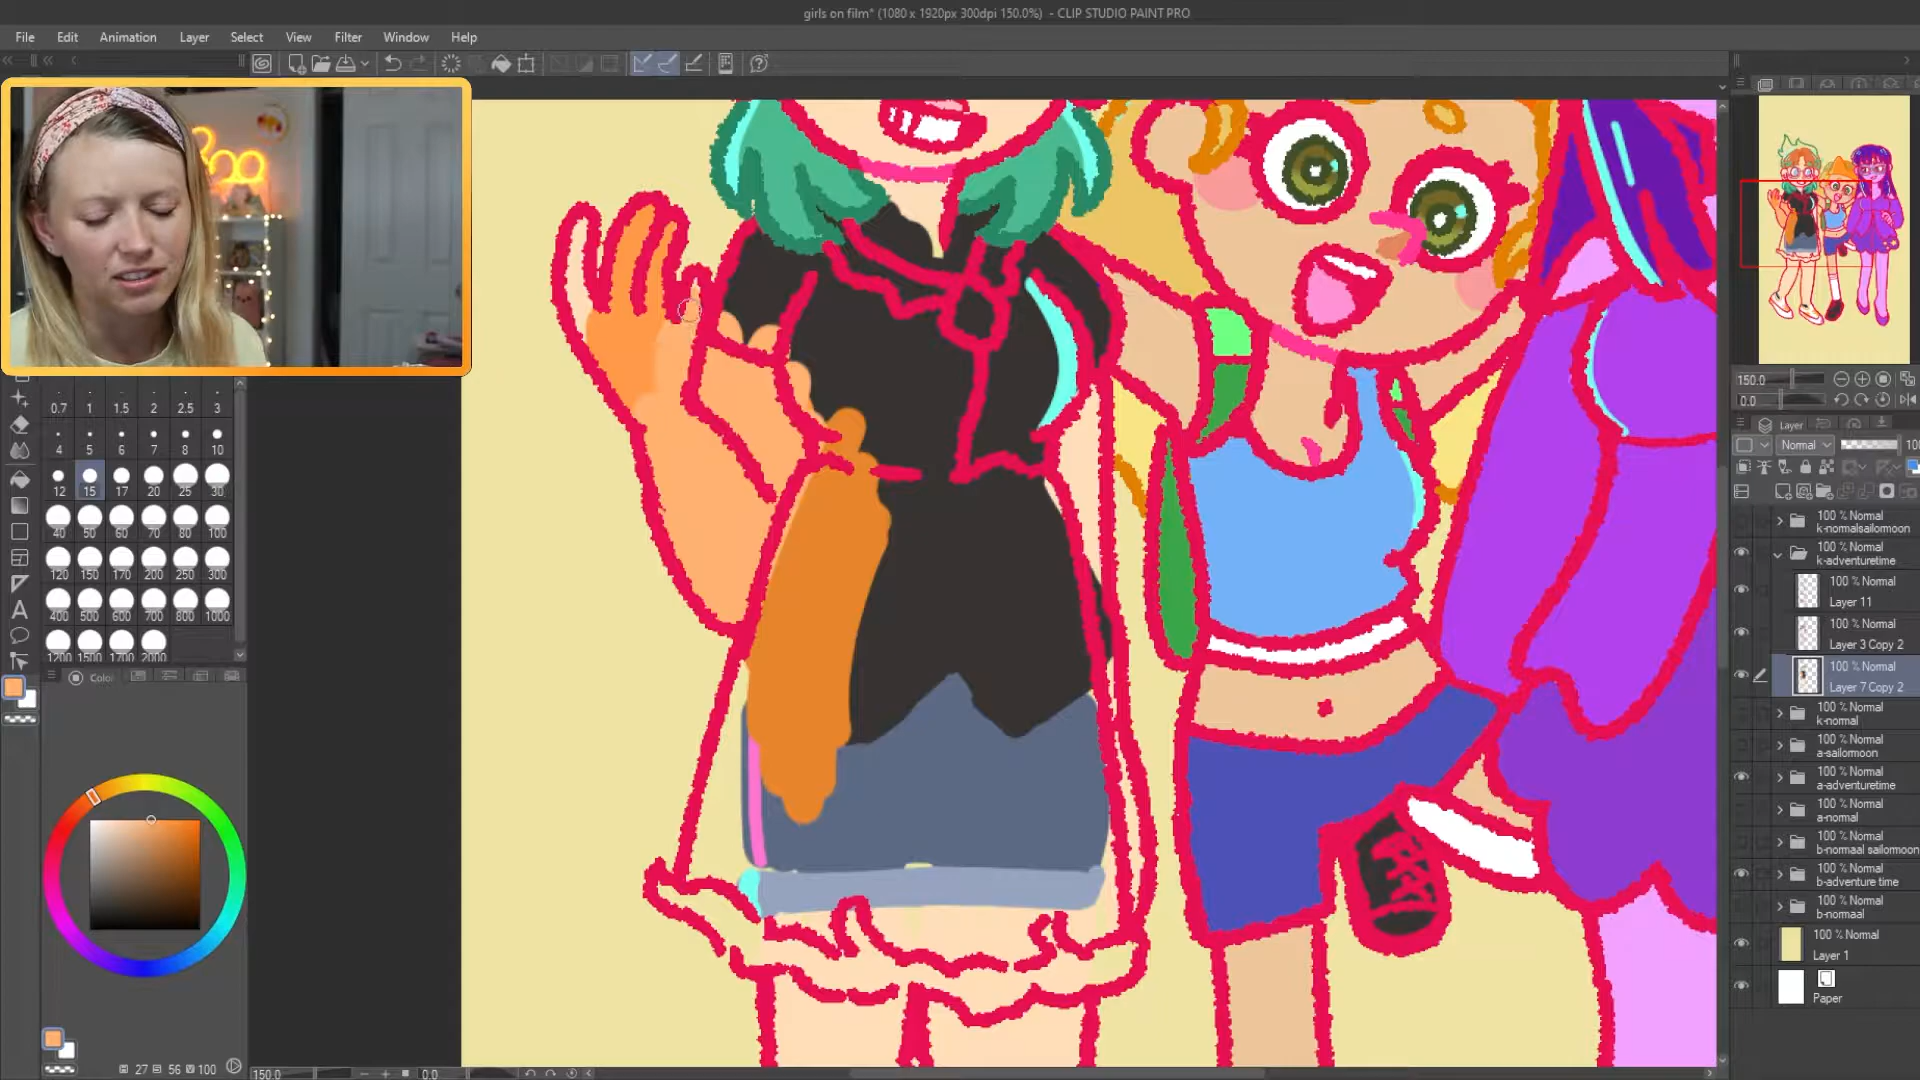 girls on film* (1080 x 1920px 300dpi 150.0%) - CLIP STUDIO PAINT PRO
File Edit Animation Layer Select View Filter Window Help
Boo
0.7 1 1.5 2 2.5 3
4 5 6 7 8 10
12 15 17 20 25 30
40 50 60 70 80 100
120 150 170 200 250 300
400 500 600 700 800 1000
1200 1500 1700 2000
Colo
27 56 100
150.0 0.0
150.0
0.0
Layer
Normal 100
100 % Normal
k-nomalsailomoon
100 % Normal
k-adventuretime
100 % Normal
Layer 11
100 % Normal
Layer 3 Copy 2
100 % Normal
Layer 7 Copy 2
100 % Normal
k-normal
100 % Normal
a-sailormoon
100 % Normal
a-adventuretime
100 % Normal
a-normal
100 % Normal
b-normaal sailormoon
100 % Normal
b-adventure time
100 % Normal
b-normaal
100 % Normal
Layer 1
Paper